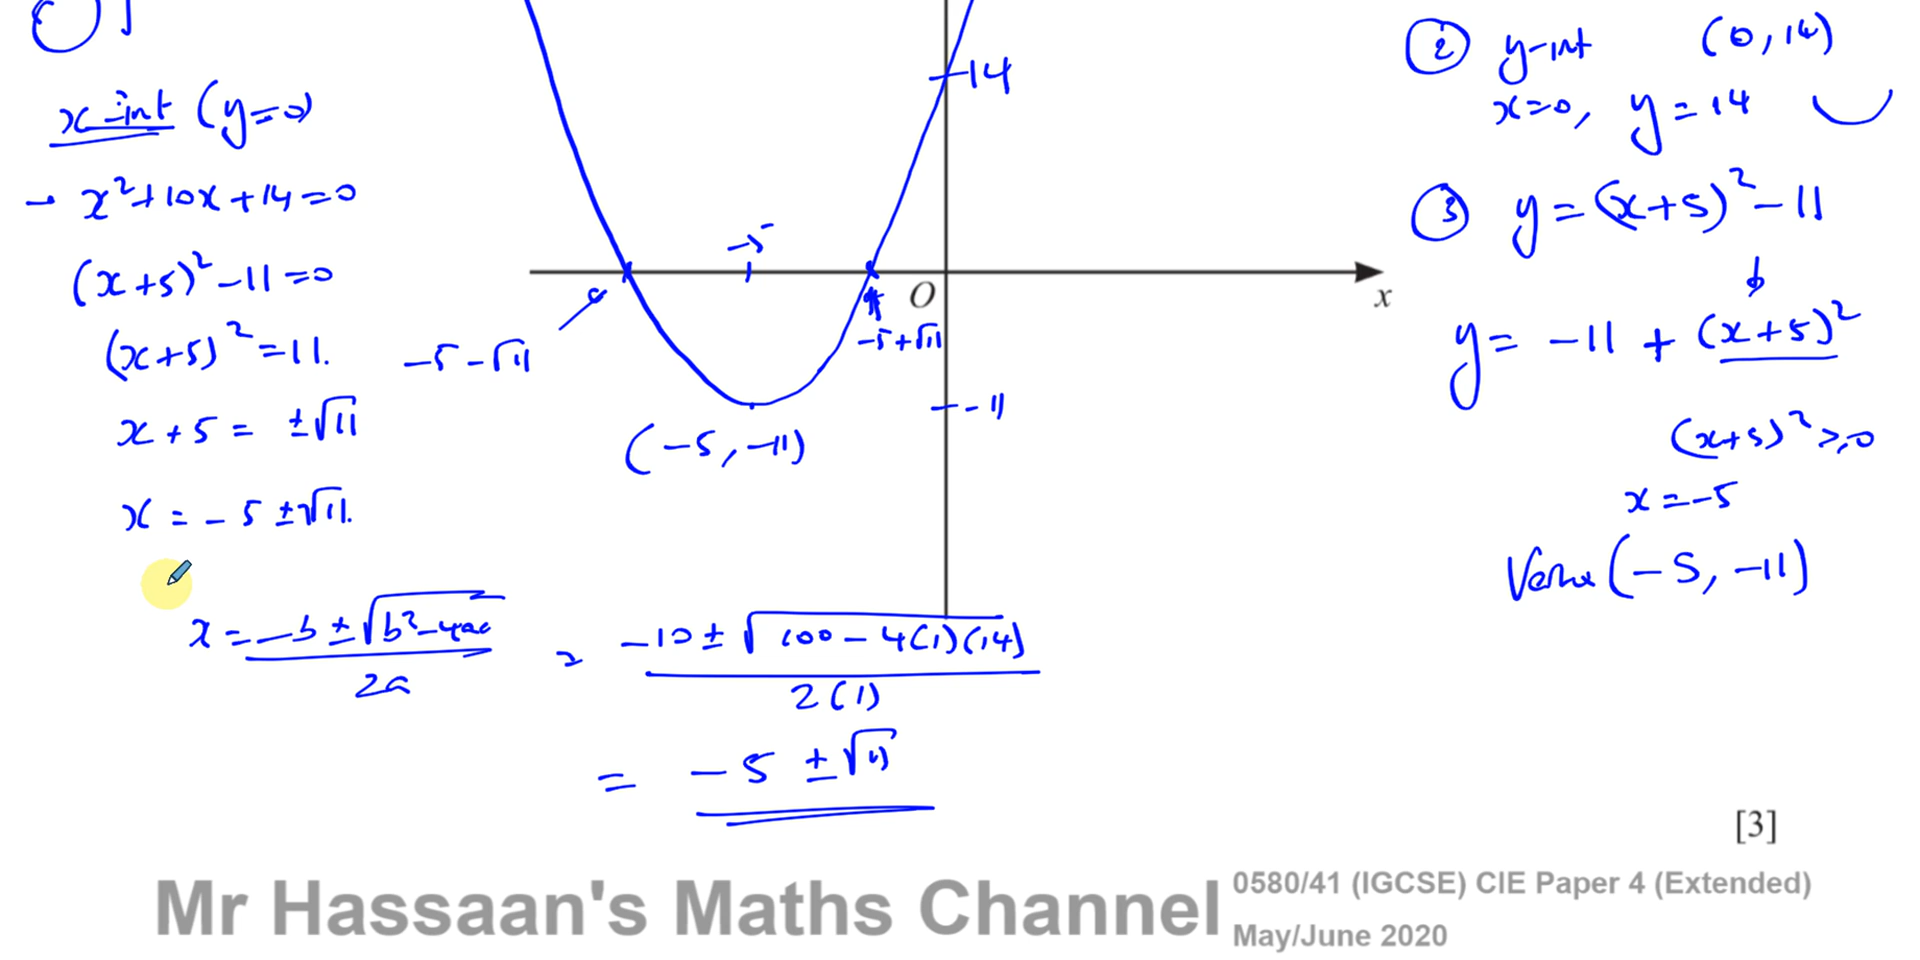 x-int (y=0)
→ x²+10x+14=0
(x+5)²-11=0
(x+5)²=11.
x+5= ±√11
x=-5±√11.
x=-b±√b²-4ac
2a
= -10±√100-4(1)(14)
2(1)
= -5±√11
14
-5
O
x
-5-√11
-5+√11
-11
(-5,-11)
② y-int (0,14)
x=0, y=14
③ y=(x+5)²-11
y= -11+(x+5)²
(x+5)²≥0
x=-5
Vertex (-5,-11)
[3]
Mr Hassaan's Maths Channel
0580/41 (IGCSE) CIE Paper 4 (Extended)
May/June 2020